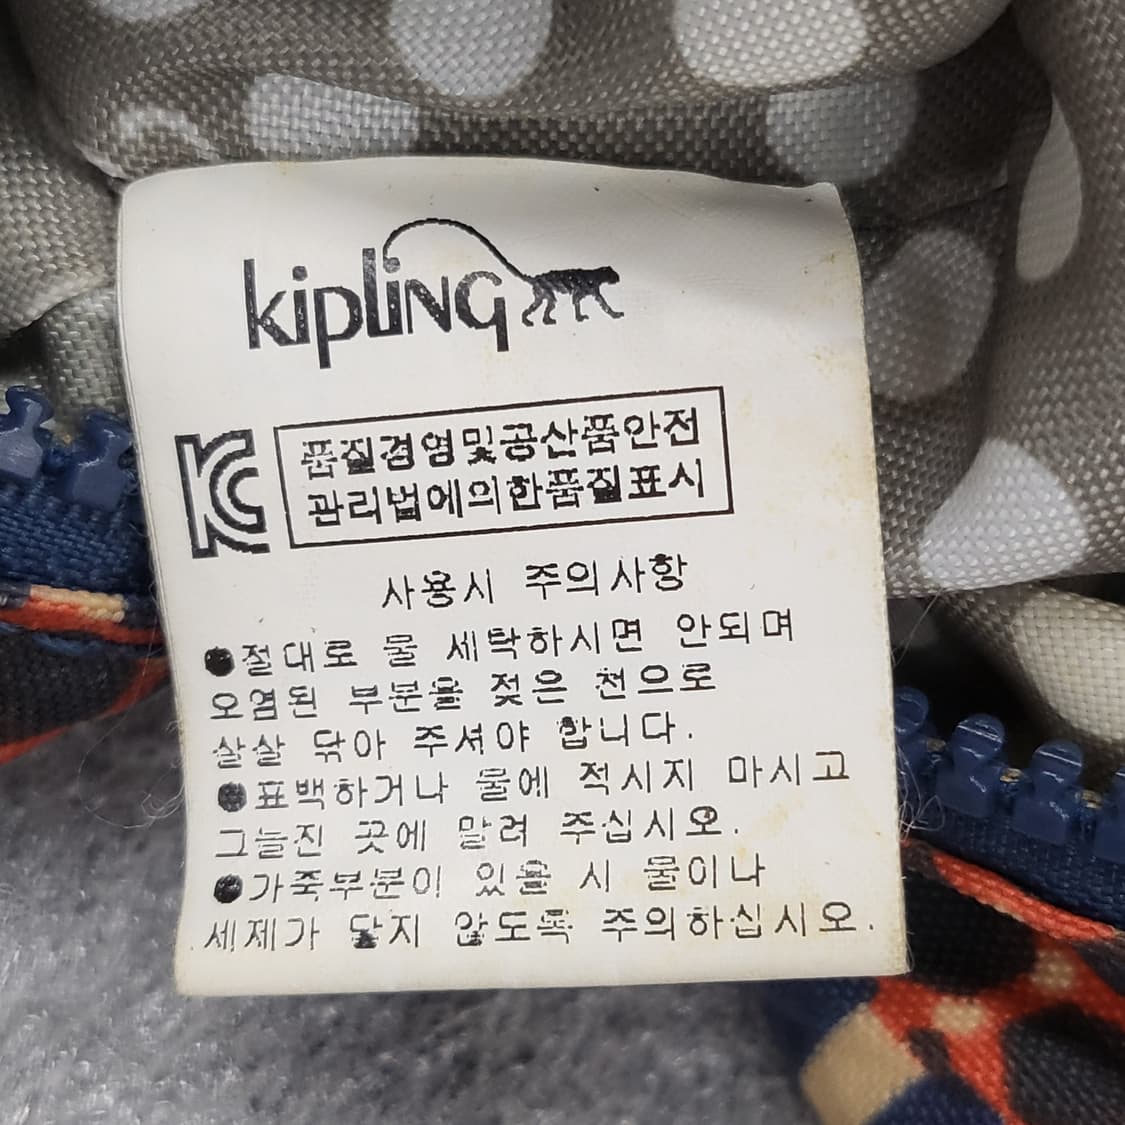 kipling
KC
품질경영및공산품안전
관리법에의한품질표시
사용시 주의사항
●절대로 물 세탁하시면 안되며
오염된 부분을 젖은 천으로
살살 닦아 주셔야 합니다.
●표백하거나 물에 적시지 마시고
그늘진 곳에 말려 주십시오.
●가죽부분이 있을 시 물이나
세제가 닿지 않도록 주의하십시오.